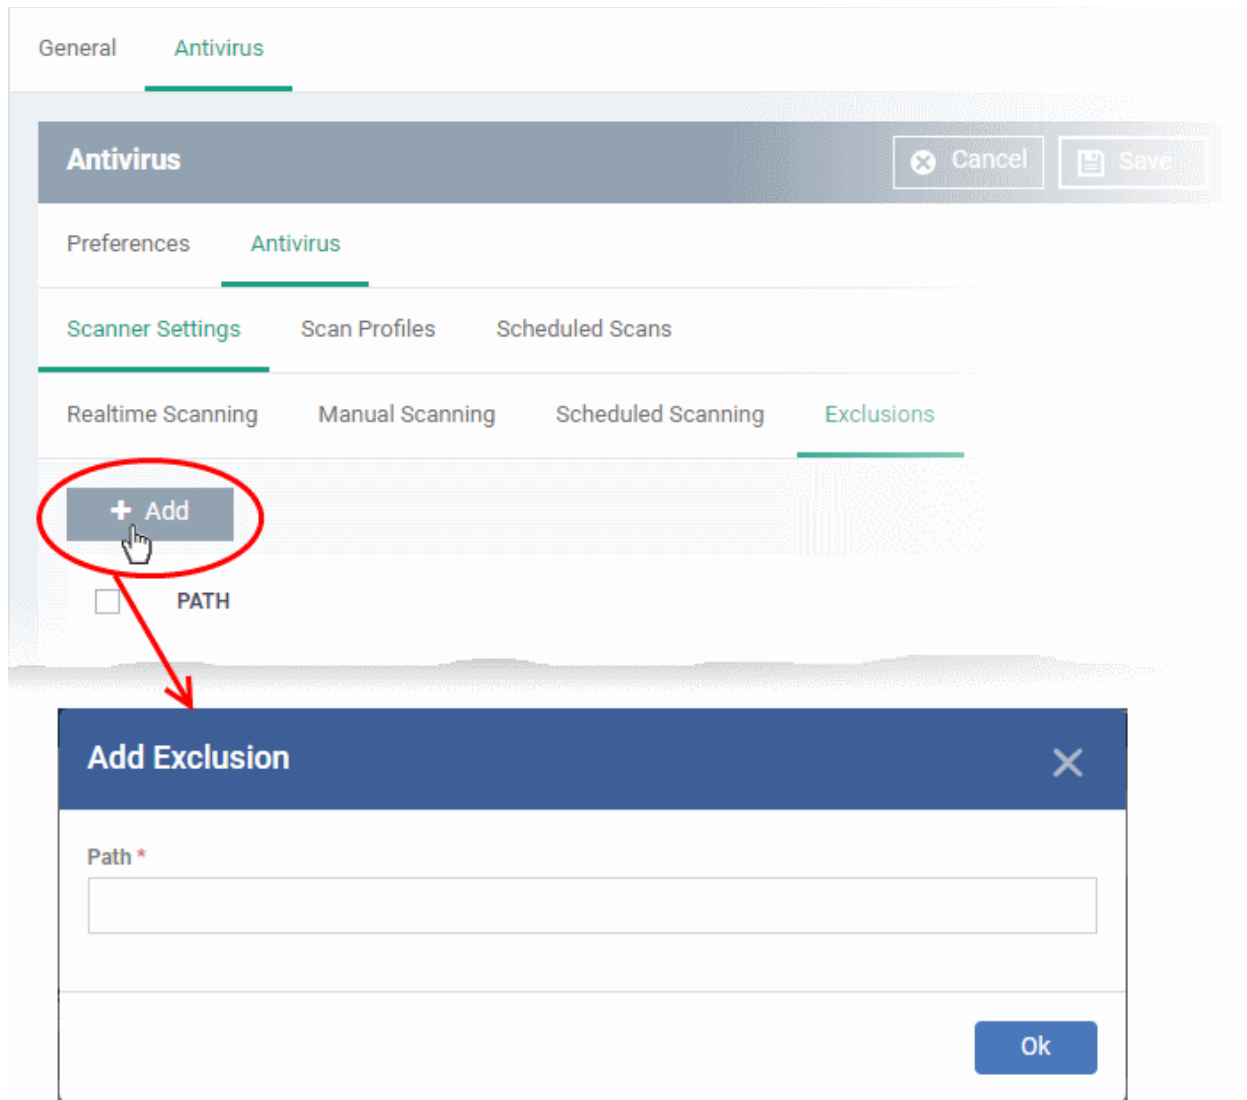 General Antivirus
Antivirus Cancel Save
Preferences Antivirus
Scanner Settings Scan Profiles Scheduled Scans
Realtime Scanning Manual Scanning Scheduled Scanning Exclusions
+ Add
PATH
Add Exclusion
Path *
Ok